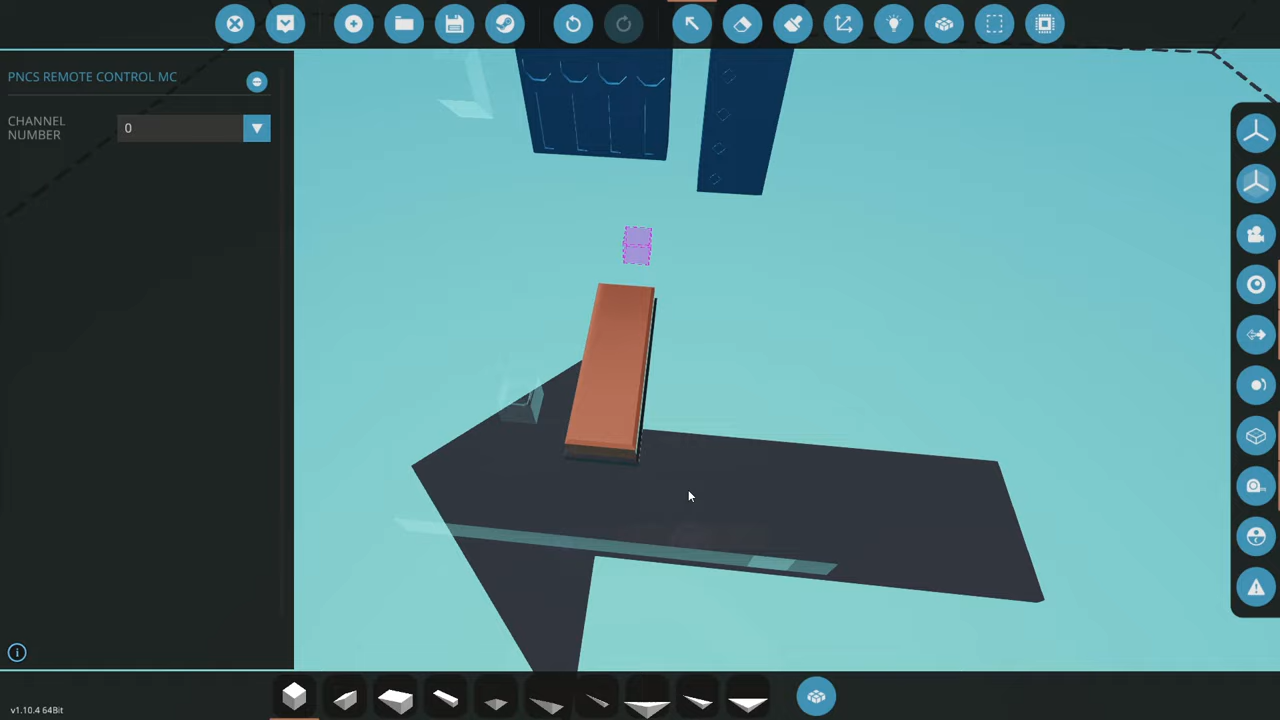 PNCS REMOTE CONTROL MC
CHANNEL
NUMBER
0
v1.10.4 64Bit